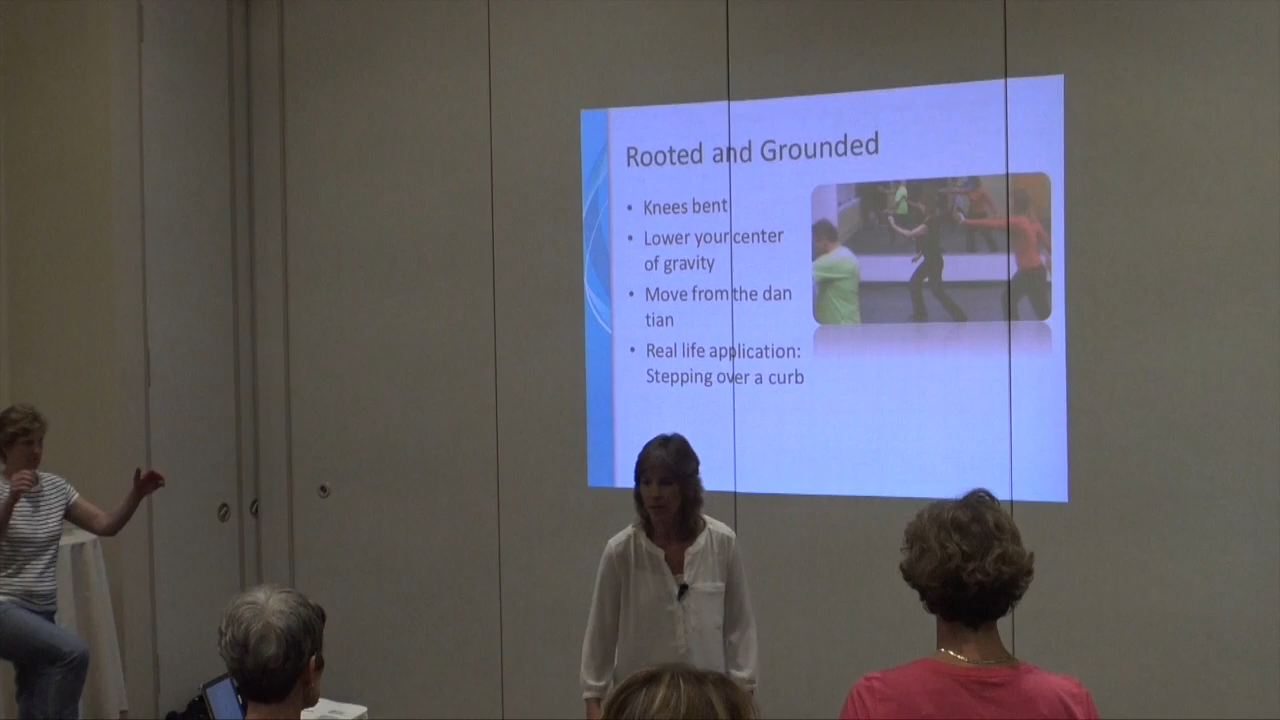 Rooted and Grounded
• Knees bent
• Lower your center
of gravity
• Move from the dan
tian
• Real life application:
Stepping over a curb